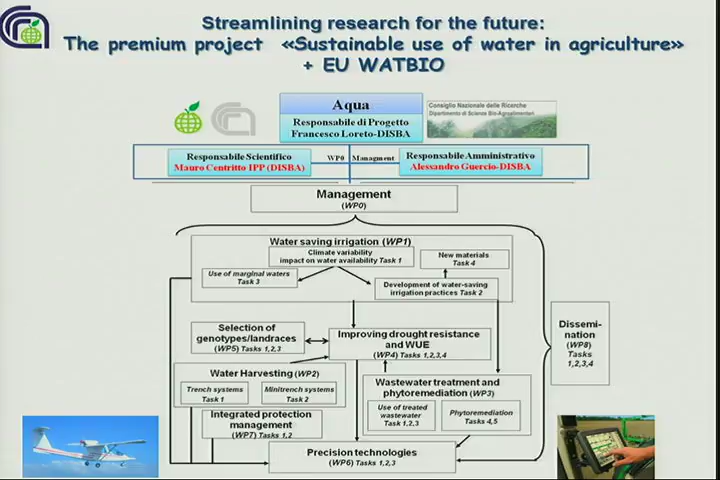 Streamlining research for the future:
The premium project «Sustainable use of water in agriculture»
+ EU WATBIO
Aqua
Responsabile di Progetto
Francesco Loreto-DISBA
Consiglio Nazionale delle Ricerche
Dipartimento di Scienze Bio-Agroalimentari
Responsabile Scientifico
Mauro Centritto IPP (DISBA)
WP0 Managment
Responsabile Amministrativo
Alessandro Guercio-DISBA
Management
(WP0)
Water saving irrigation (WP1)
Climate variability
impact on water availability Task 1
New materials
Task 4
Use of marginal waters
Task 3
Development of water-saving
irrigation practices Task 2
Selection of
genotypes/landraces
(WP5) Tasks 1,2,3
Improving drought resistance
and WUE
(WP4) Tasks 1,2,3,4
Dissemi-
nation
(WP8)
Tasks
1,2,3,4
Water Harvesting (WP2)
Trench systems
Task 1
Minitrench systems
Task 2
Wastewater treatment and
phytoremediation (WP3)
Use of treated
wastewater
Task 1,2,3
Phytoremediation
Tasks 4,5
Integrated protection
management
(WP7) Tasks 1,2
Precision technologies
(WP6) Tasks 1,2,3